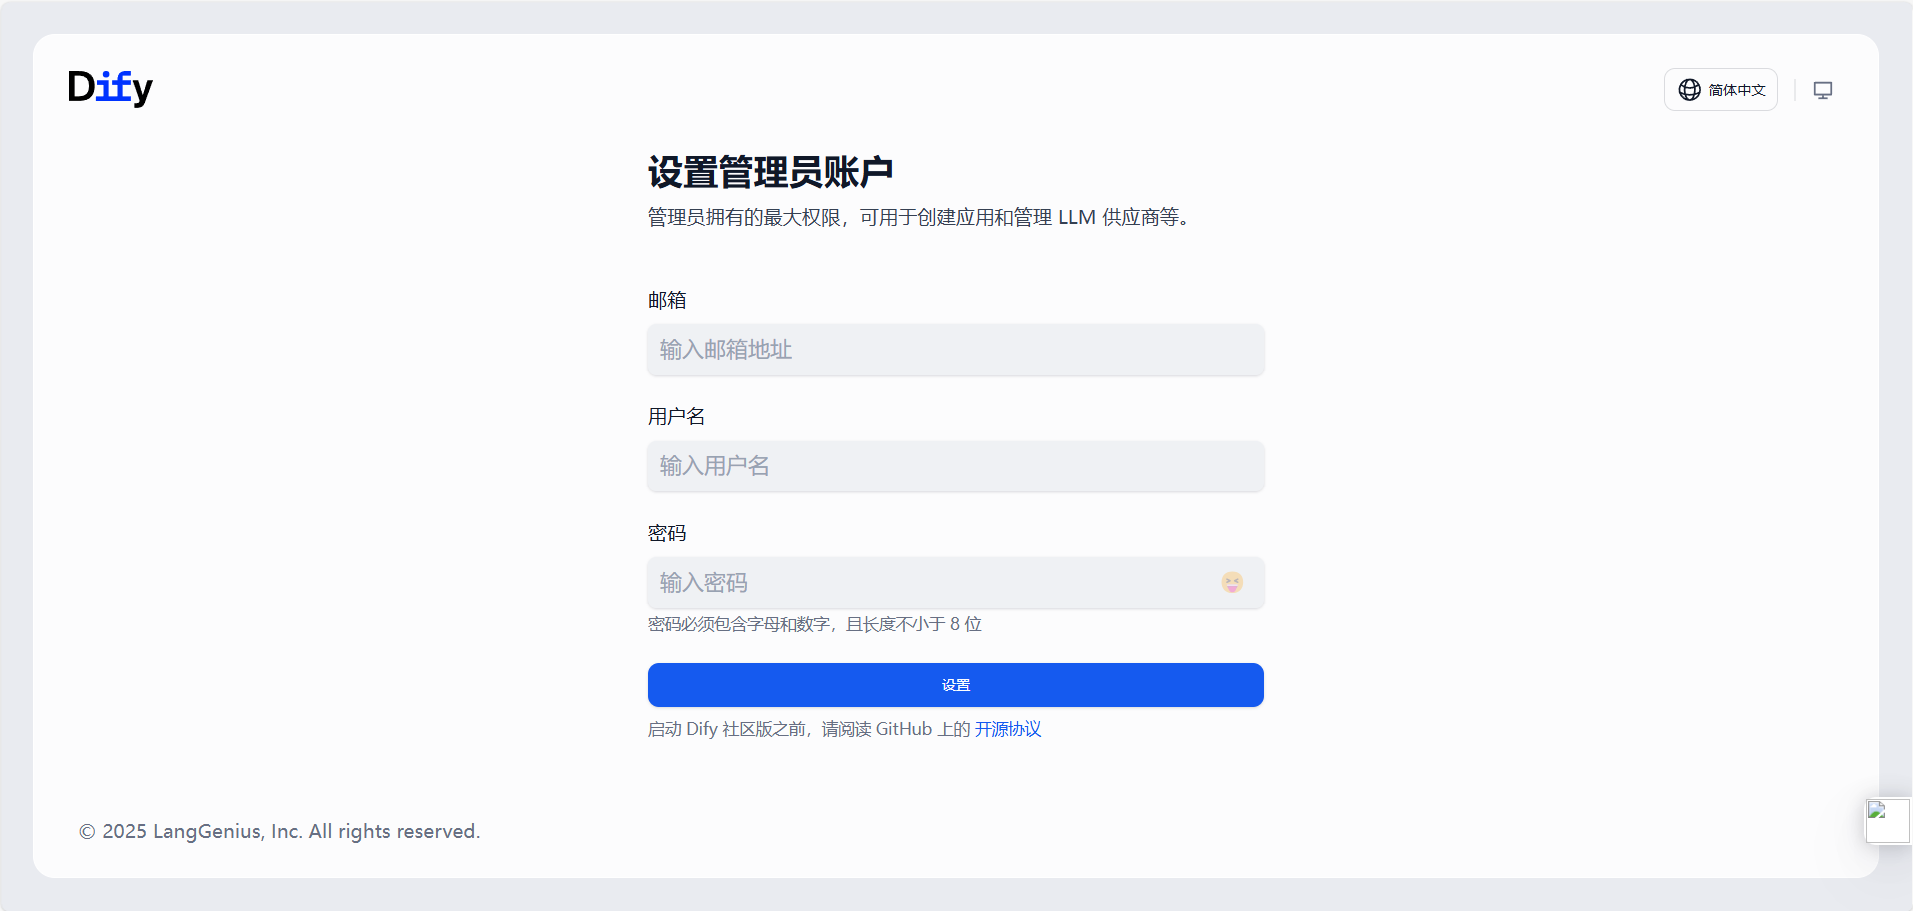 Dify
简体中文
设置管理员账户
管理员拥有的最大权限，可用于创建应用和管理 LLM 供应商等。
邮箱
输入邮箱地址
用户名
输入用户名
密码
输入密码
密码必须包含字母和数字，且长度不小于 8 位
设置
启动 Dify 社区版之前，请阅读 GitHub 上的 开源协议
© 2025 LangGenius, Inc. All rights reserved.